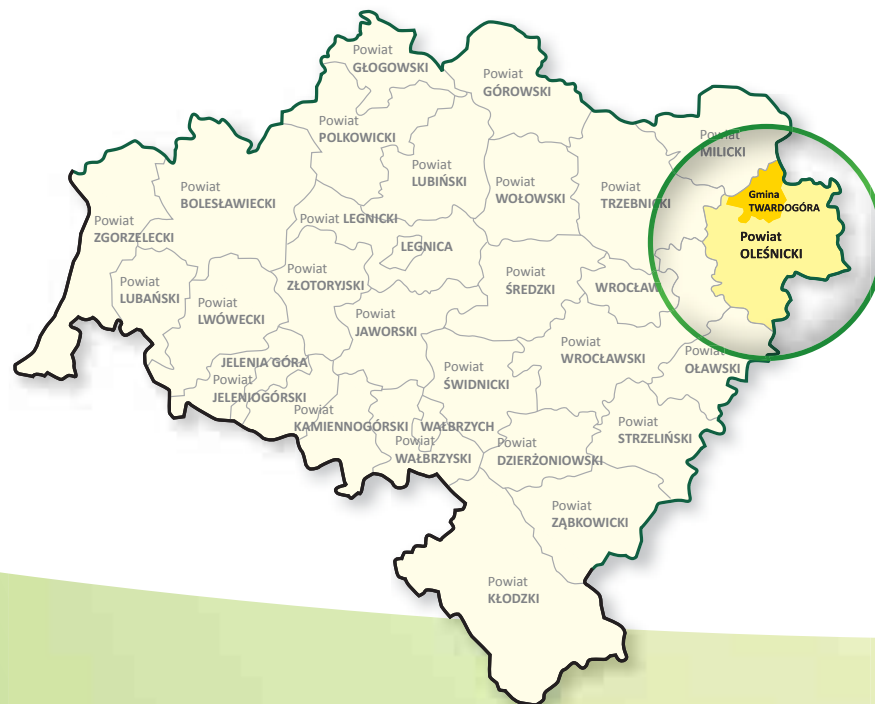 Powiat
GŁOGOWSKI
Powiat
GÓROWSKI
Powiat
POLKOWICKI
Powiat
MILICKI
Powiat
LUBIŃSKI
Powiat
BOLESŁAWIECKI
Powiat
WOŁOWSKI
Powiat
TRZEBNICKI
Gmina
TWARDOGÓRA
Powiat
ZGORZELECKI
Powiat LEGNICKI
LEGNICA
Powiat
OLEŚNICKI
Powiat
LUBAŃSKI
Powiat
ZŁOTORYJSKI
Powiat
ŚREDZKI
WROCŁAW
Powiat
LWÓWECKI
Powiat
JAWORSKI
Powiat
WROCŁAWSKI
Powiat
OŁAWSKI
JELENIA GÓRA
Powiat
JELENIOGÓRSKI
Powiat
ŚWIDNICKI
Powiat
KAMIENNOGÓRSKI
WAŁBRZYCH
Powiat
STRZELIŃSKI
Powiat
WAŁBRZYSKI
Powiat
DZIERŻONIOWSKI
Powiat
ZĄBKOWICKI
Powiat
KŁODZKI